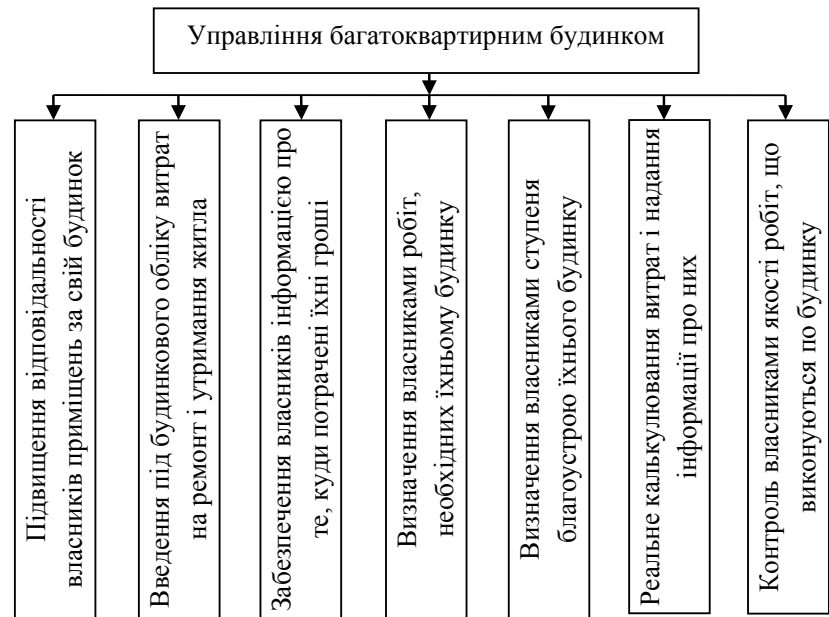 Управління багатоквартирним будинком
Підвищення відповідальності
власників приміщень за свій будинок
Введення під будинкового обліку витрат
на ремонт і утримання житла
Забезпечення власників інформацією про
те, куди потрачені їхні гроші
Визначення власниками робіт,
необхідних їхньому будинку
Визначення власниками ступеня
благоустрою їхнього будинку
Реальне калькулювання витрат і надання
інформації про них
Контроль власниками якості робіт, що
виконуються по будинку